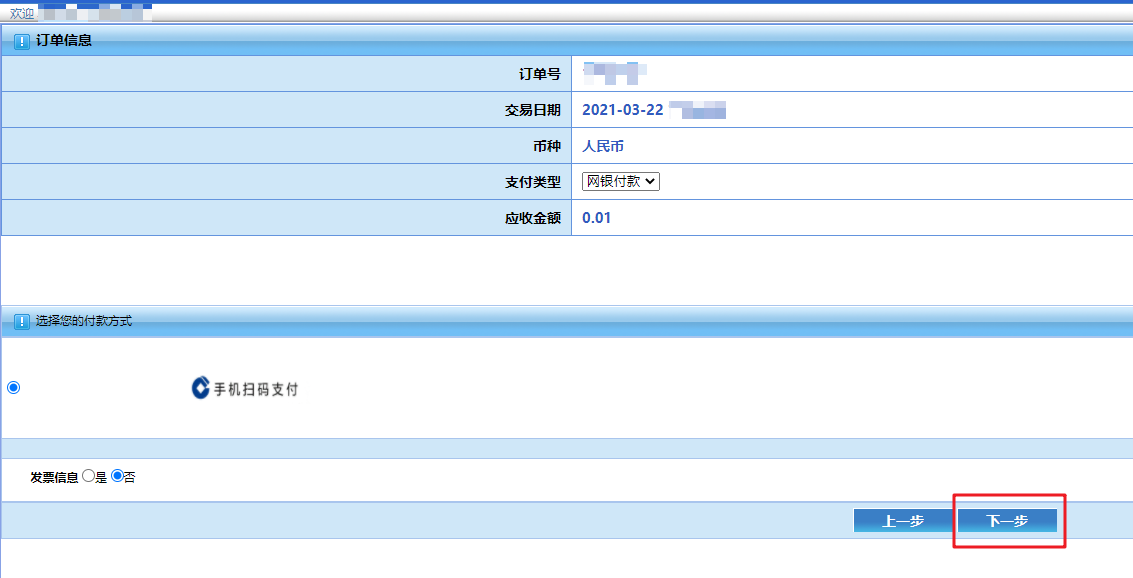 欢迎
订单信息
订单号
交易日期 2021-03-22
币种 人民币
支付类型 网银付款
应收金额 0.01
选择您的付款方式
手机扫码支付
发票信息 是 否
上一步 下一步